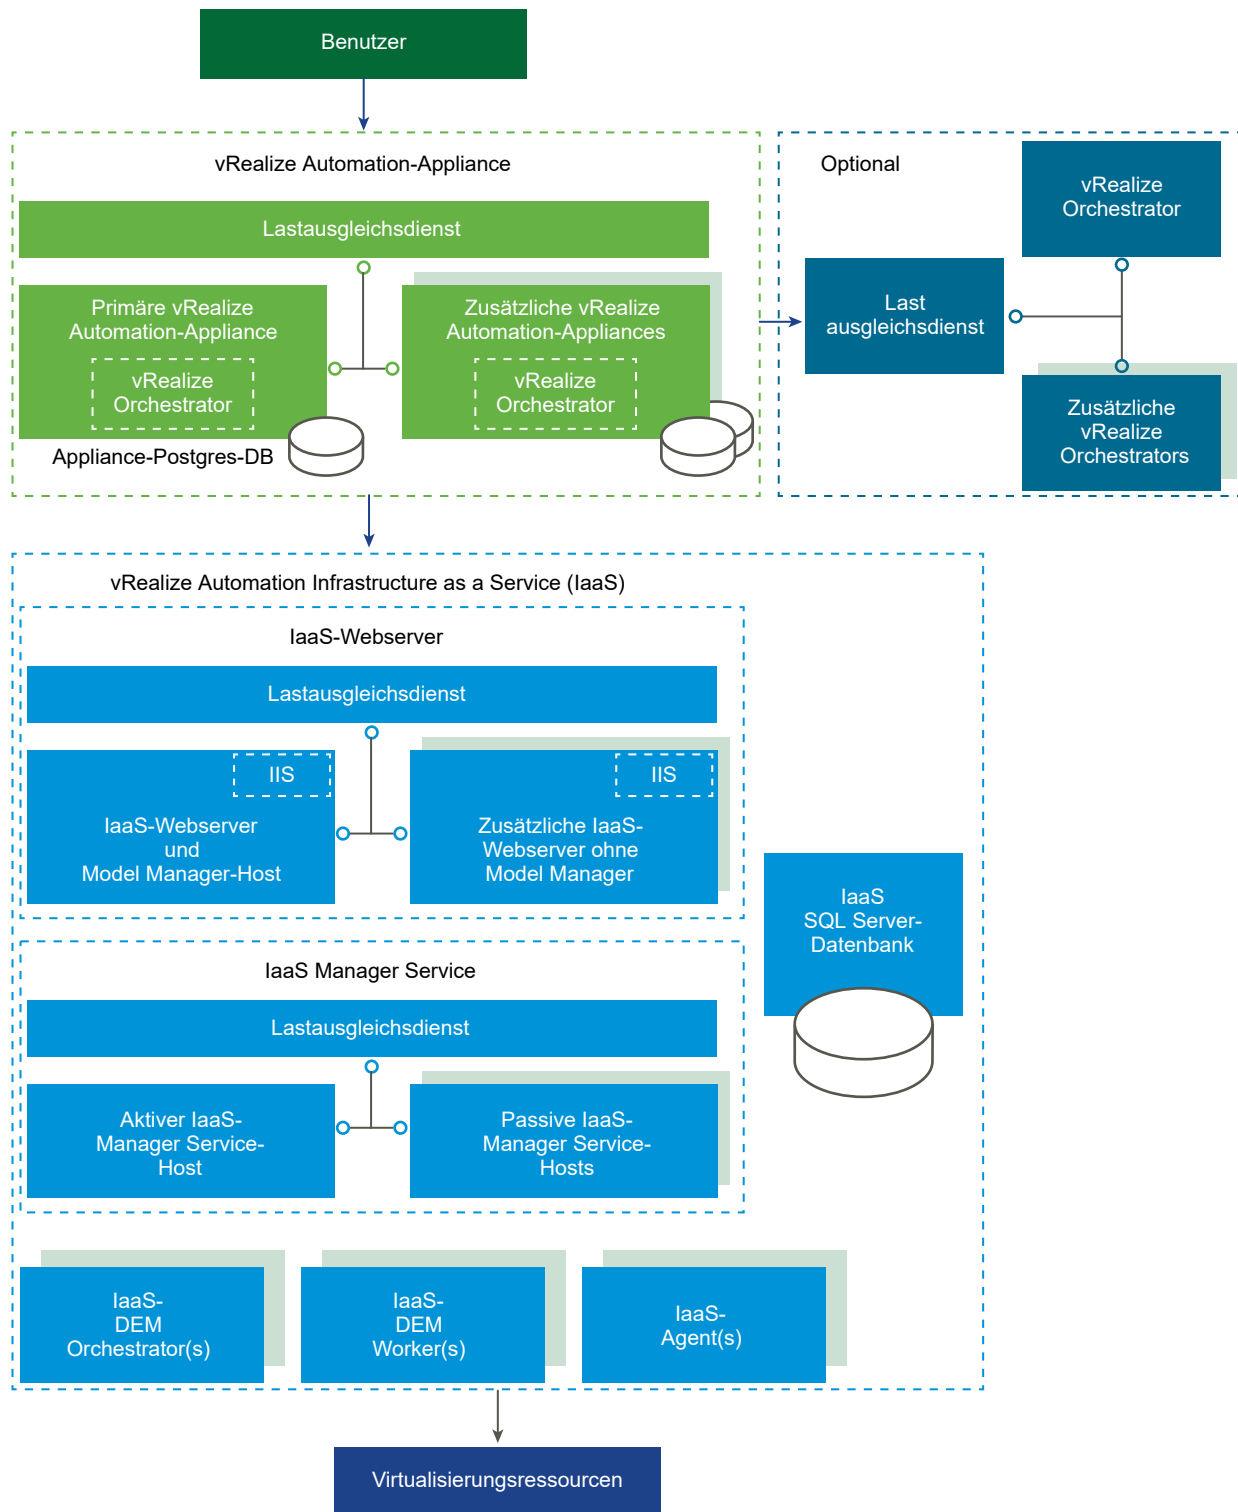 Benutzer
vRealize Automation-Appliance
Lastausgleichsdienst
Primäre vRealize
Automation-Appliance
vRealize
Orchestrator
Zusätzliche vRealize
Automation-Appliances
vRealize
Orchestrator
Appliance-Postgres-DB
Optional
vRealize
Orchestrator
Last
ausgleichsdienst
Zusätzliche
vRealize
Orchestrators
vRealize Automation Infrastructure as a Service (IaaS)
IaaS-Webserver
Lastausgleichsdienst
IIS
IaaS-Webserver
und
Model Manager-Host
IIS
Zusätzliche IaaS-
Webserver ohne
Model Manager
IaaS
SQL Server-
Datenbank
IaaS Manager Service
Lastausgleichsdienst
Aktiver IaaS-
Manager Service-
Host
Passive IaaS-
Manager Service-
Hosts
IaaS-
DEM
Orchestrator(s)
IaaS-
DEM
Worker(s)
IaaS-
Agent(s)
Virtualisierungsressourcen